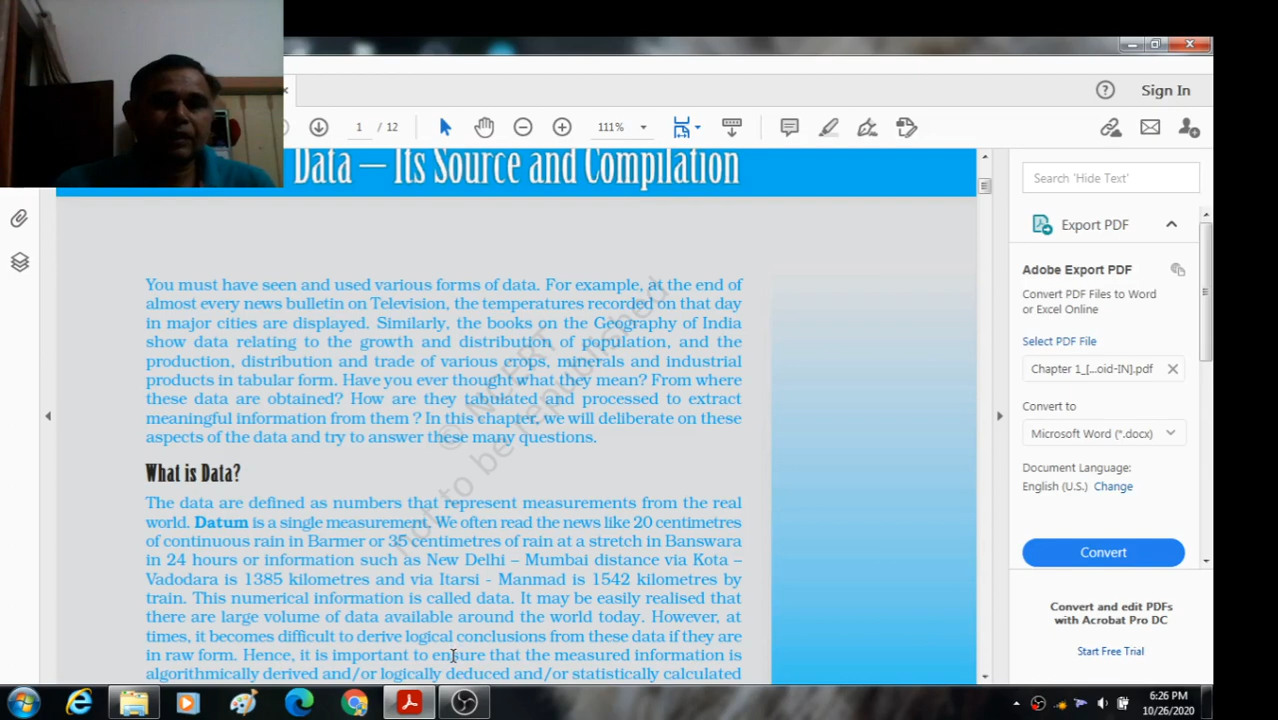 Sign In
1 / 12
111%
Data – Its Source and Compilation
Search 'Hide Text'
Export PDF
Adobe Export PDF
Convert PDF Files to Word
or Excel Online
Select PDF File
Chapter 1_[...oid-IN].pdf
Convert to
Microsoft Word (*.docx)
Document Language:
English (U.S.) Change
Convert
Convert and edit PDFs
with Acrobat Pro DC
Start Free Trial
You must have seen and used various forms of data. For example, at the end of
almost every news bulletin on Television, the temperatures recorded on that day
in major cities are displayed. Similarly, the books on the Geography of India
show data relating to the growth and distribution of population, and the
production, distribution and trade of various crops, minerals and industrial
products in tabular form. Have you ever thought what they mean? From where
these data are obtained? How are they tabulated and processed to extract
meaningful information from them ? In this chapter, we will deliberate on these
aspects of the data and try to answer these many questions.
What is Data?
The data are defined as numbers that represent measurements from the real
world. Datum is a single measurement. We often read the news like 20 centimetres
of continuous rain in Barmer or 35 centimetres of rain at a stretch in Banswara
in 24 hours or information such as New Delhi – Mumbai distance via Kota –
Vadodara is 1385 kilometres and via Itarsi - Manmad is 1542 kilometres by
train. This numerical information is called data. It may be easily realised that
there are large volume of data available around the world today. However, at
times, it becomes difficult to derive logical conclusions from these data if they are
in raw form. Hence, it is important to ensure that the measured information is
algorithmically derived and/or logically deduced and/or statistically calculated
© NCERT
not to be republished
6:26 PM
10/26/2020